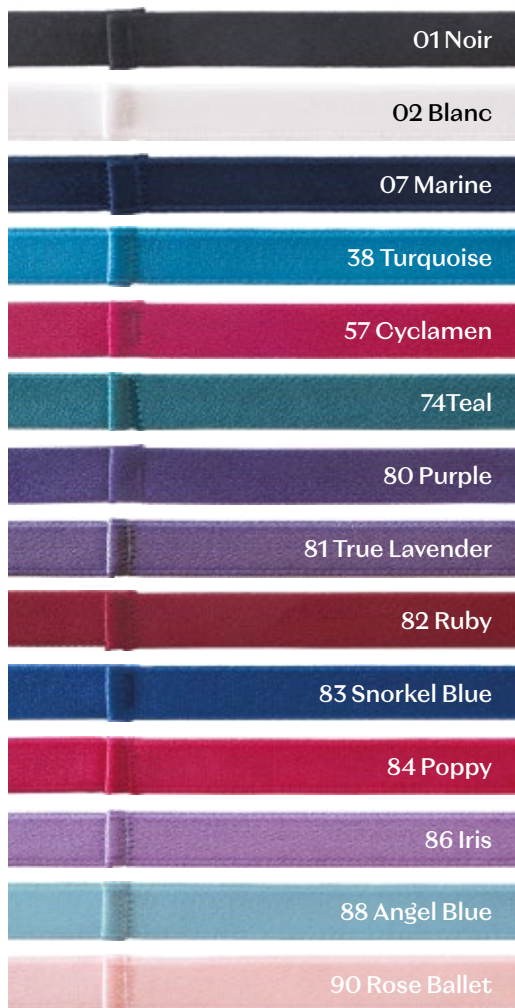 01 Noir
02 Blanc
07 Marine
38 Turquoise
57 Cyclamen
74Teal
80 Purple
81 True Lavender
82 Ruby
83 Snorkel Blue
84 Poppy
86 Iris
88 Angel Blue
90 Rose Ballet